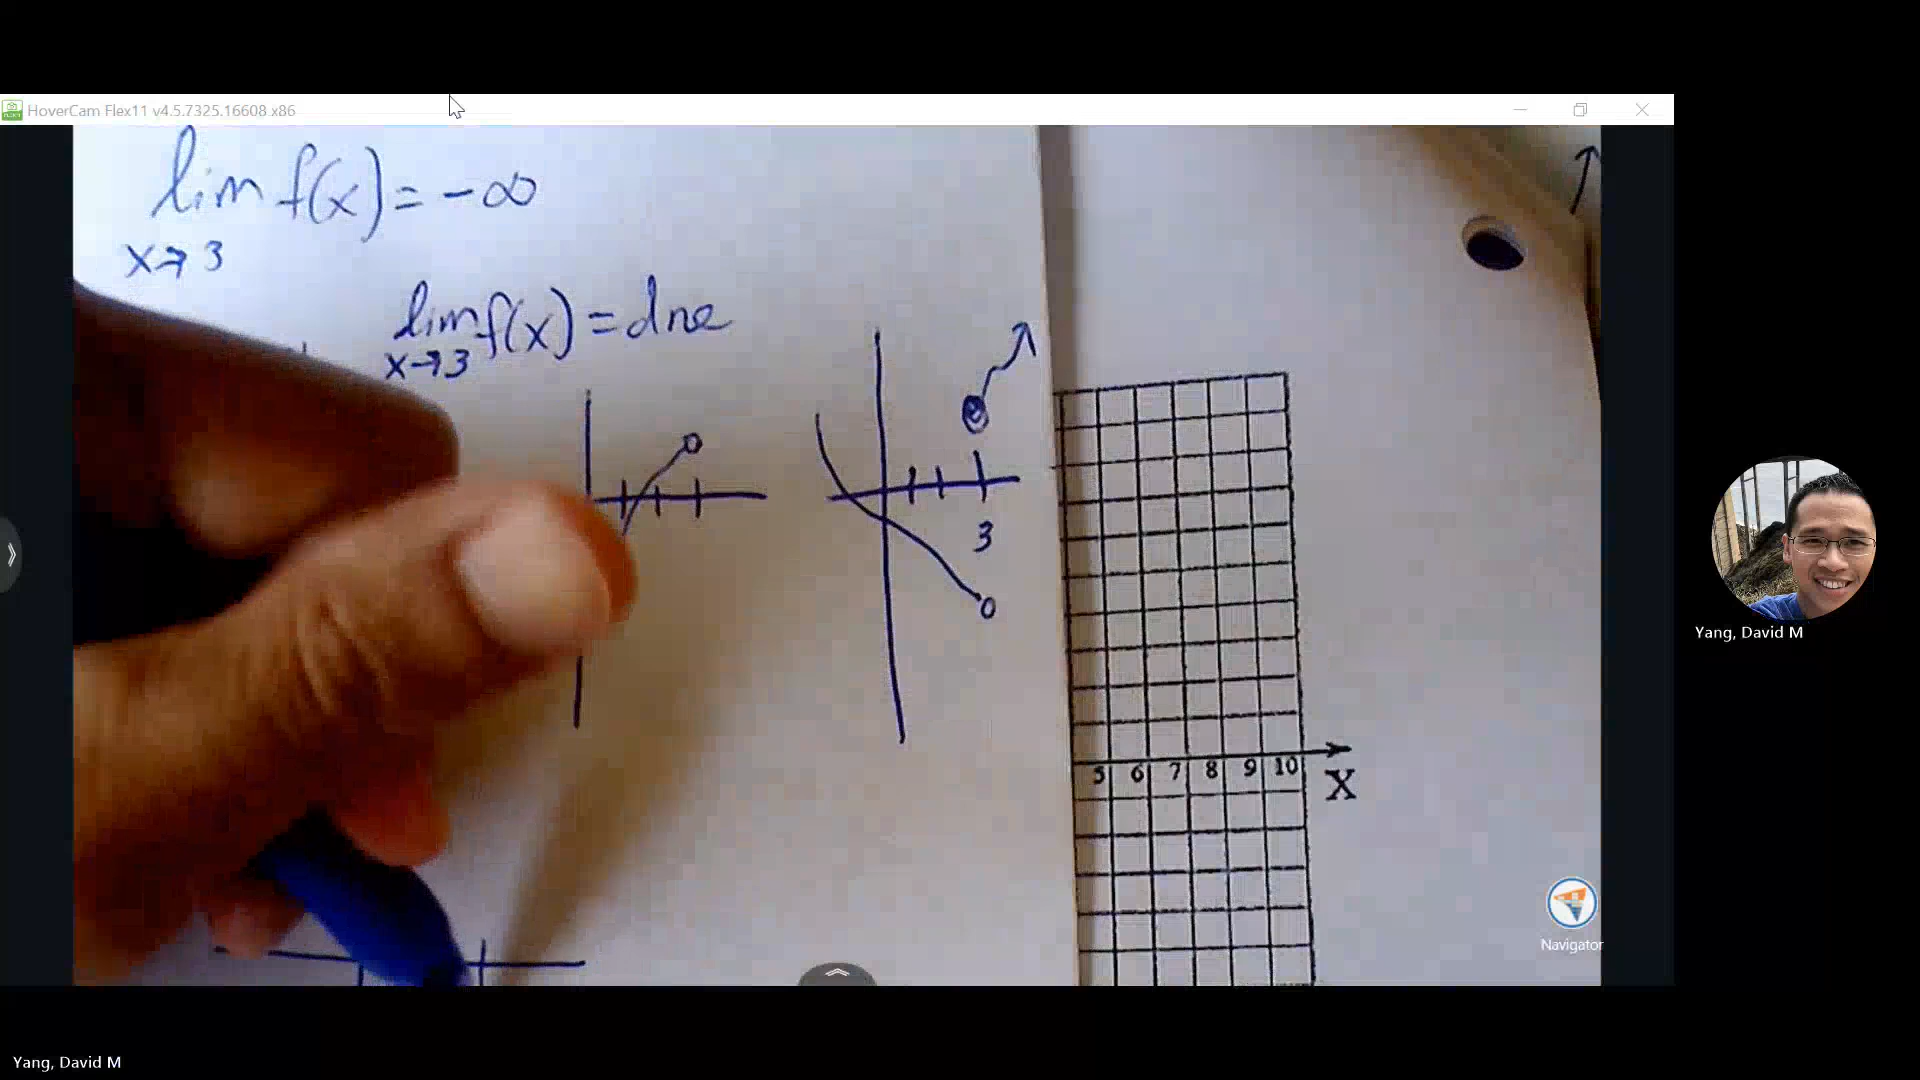 HoverCam Flex11 v4.5.7325.16608 x86
lim f(x) = -∞
x→3
lim f(x) = dne
x→3
3
5 6 7 8 9 10
X
Navigator
Yang, David M
Yang, David M